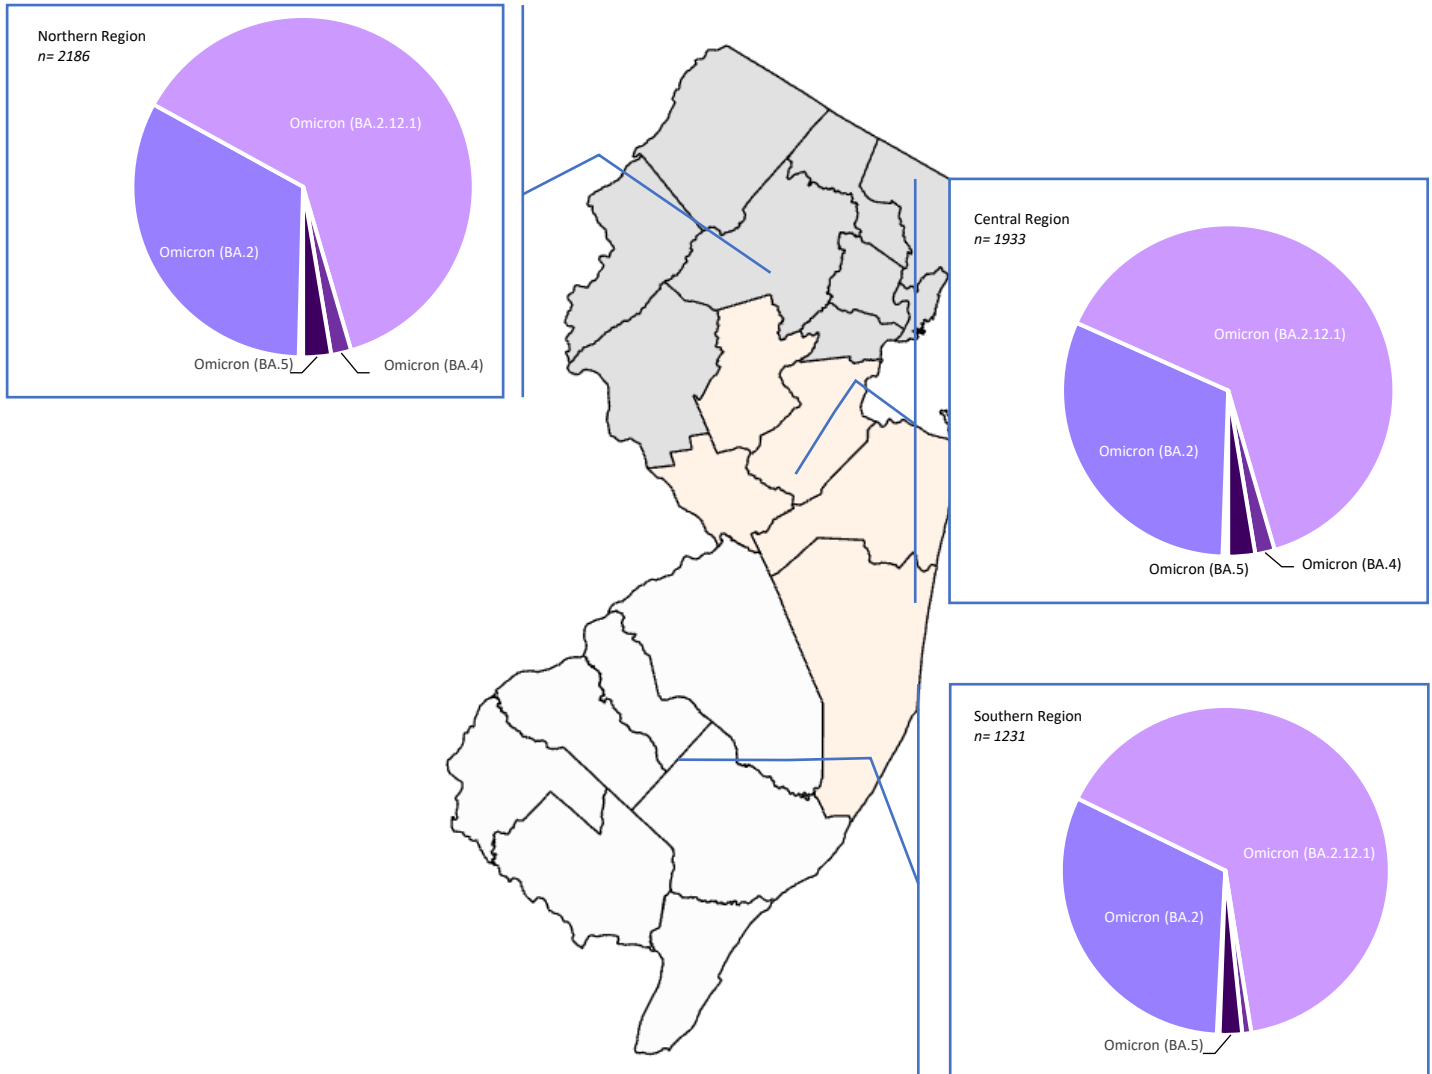 Northern Region
n= 2186
Omicron (BA.2.12.1)
Omicron (BA.2)
Omicron (BA.5)
Omicron (BA.4)
Central Region
n= 1933
Omicron (BA.2.12.1)
Omicron (BA.2)
Omicron (BA.5)
Omicron (BA.4)
Southern Region
n= 1231
Omicron (BA.2.12.1)
Omicron (BA.2)
Omicron (BA.5)